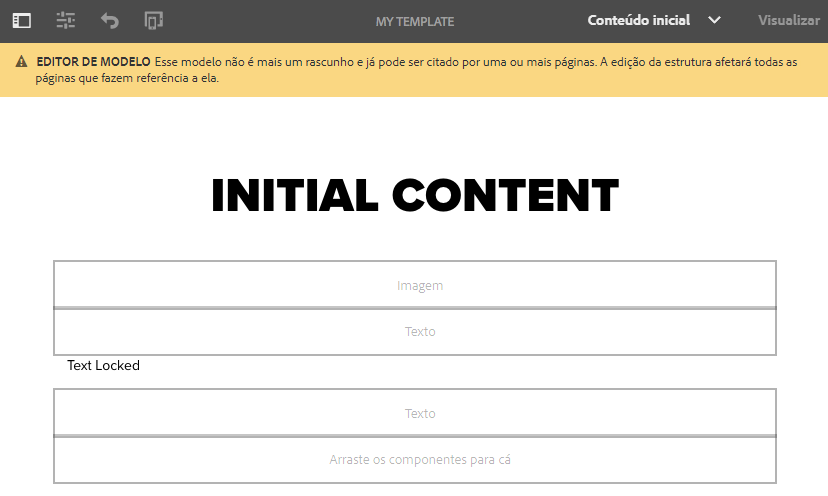 MY TEMPLATE Conteúdo inicial Visualizar
EDITOR DE MODELO Esse modelo não é mais um rascunho e já pode ser citado por uma ou mais páginas. A edição da estrutura afetará todas as
páginas que fazem referência a ela.
INITIAL CONTENT
Imagem
Texto
Text Locked
Texto
Arraste os componentes para cá